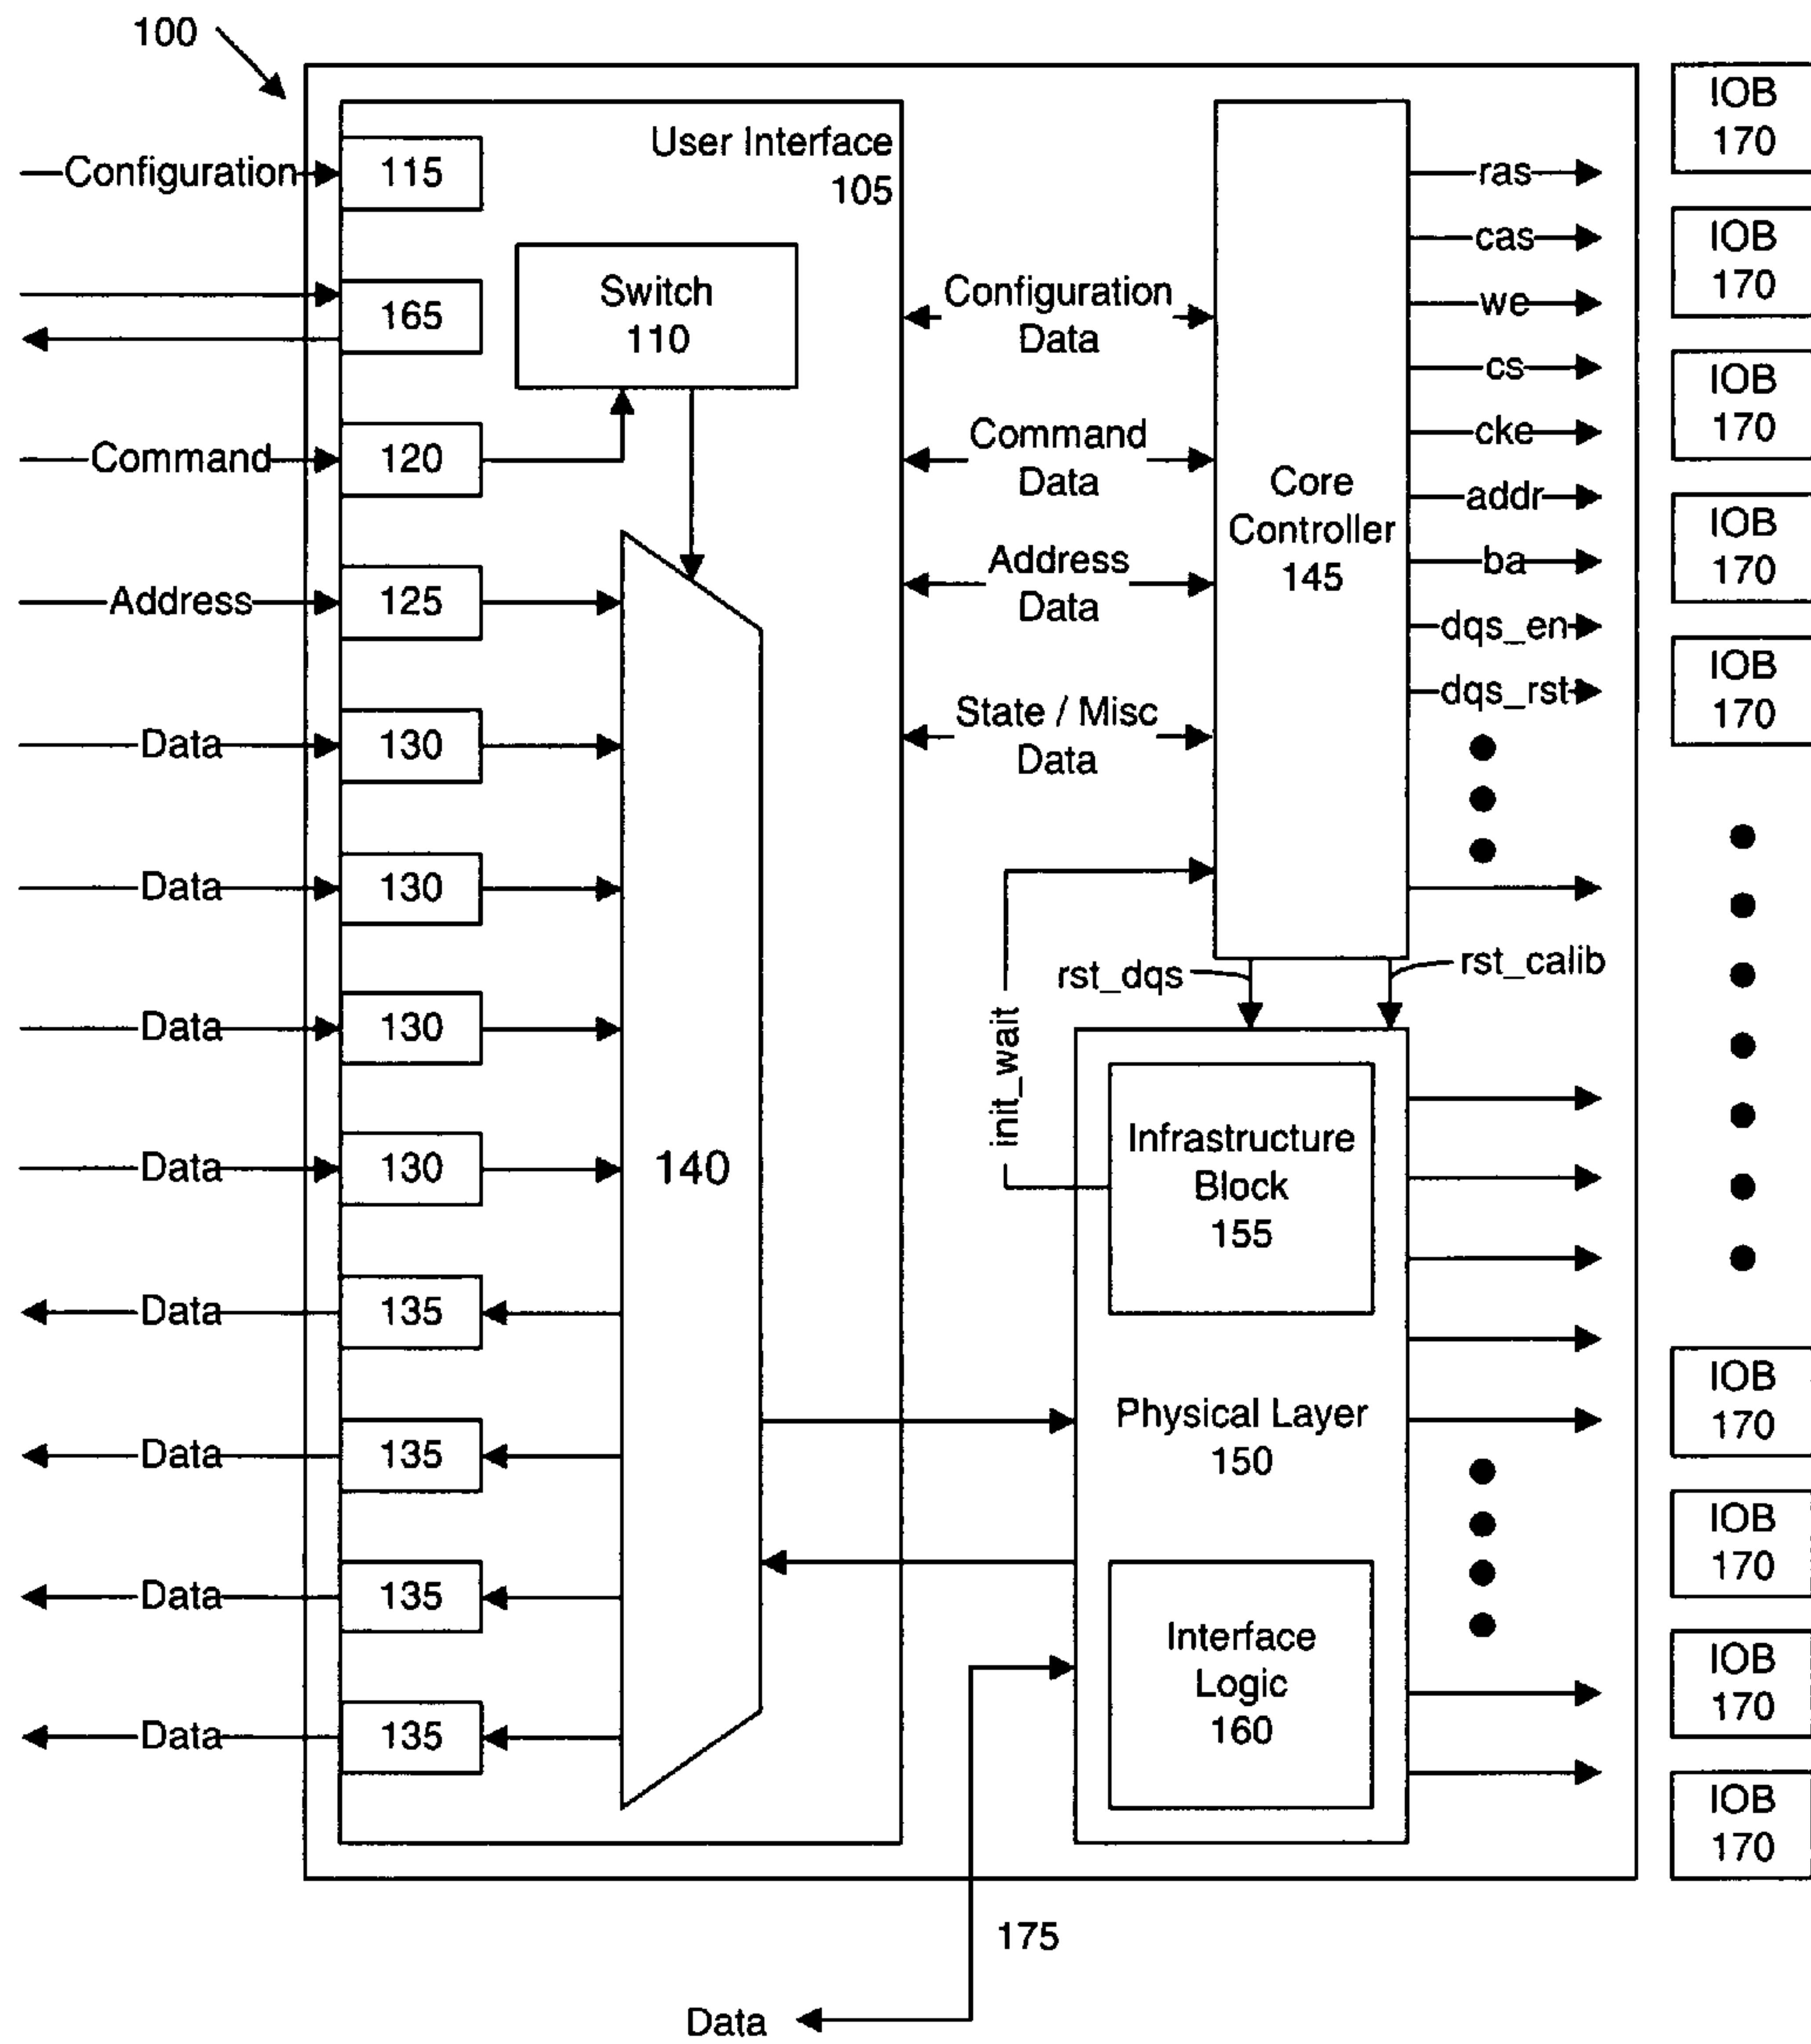 100
User Interface
105
Configuration
115
165
Switch
110
Command
120
Address
125
Data
130
Data
130
Data
130
Data
130
140
Data
135
Data
135
Data
135
Data
135
Configuration
Data
Command
Data
Address
Data
State / Misc
Data
Core
Controller
145
ras
cas
we
cs
cke
addr
ba
dqs_en
dqs_rst
rst_dqs
rst_calib
init_wait
Infrastructure
Block
155
Physical Layer
150
Interface
Logic
160
IOB
170
IOB
170
IOB
170
IOB
170
IOB
170
IOB
170
IOB
170
IOB
170
IOB
170
175
Data